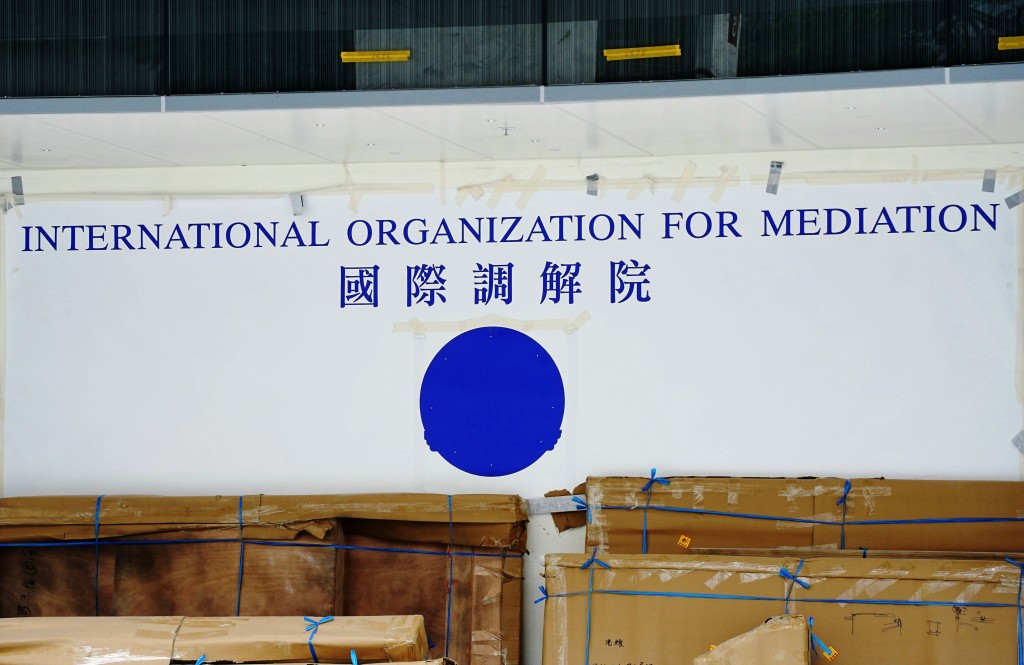 INTERNATIONAL ORGANIZATION FOR MEDIATION
國際調解院